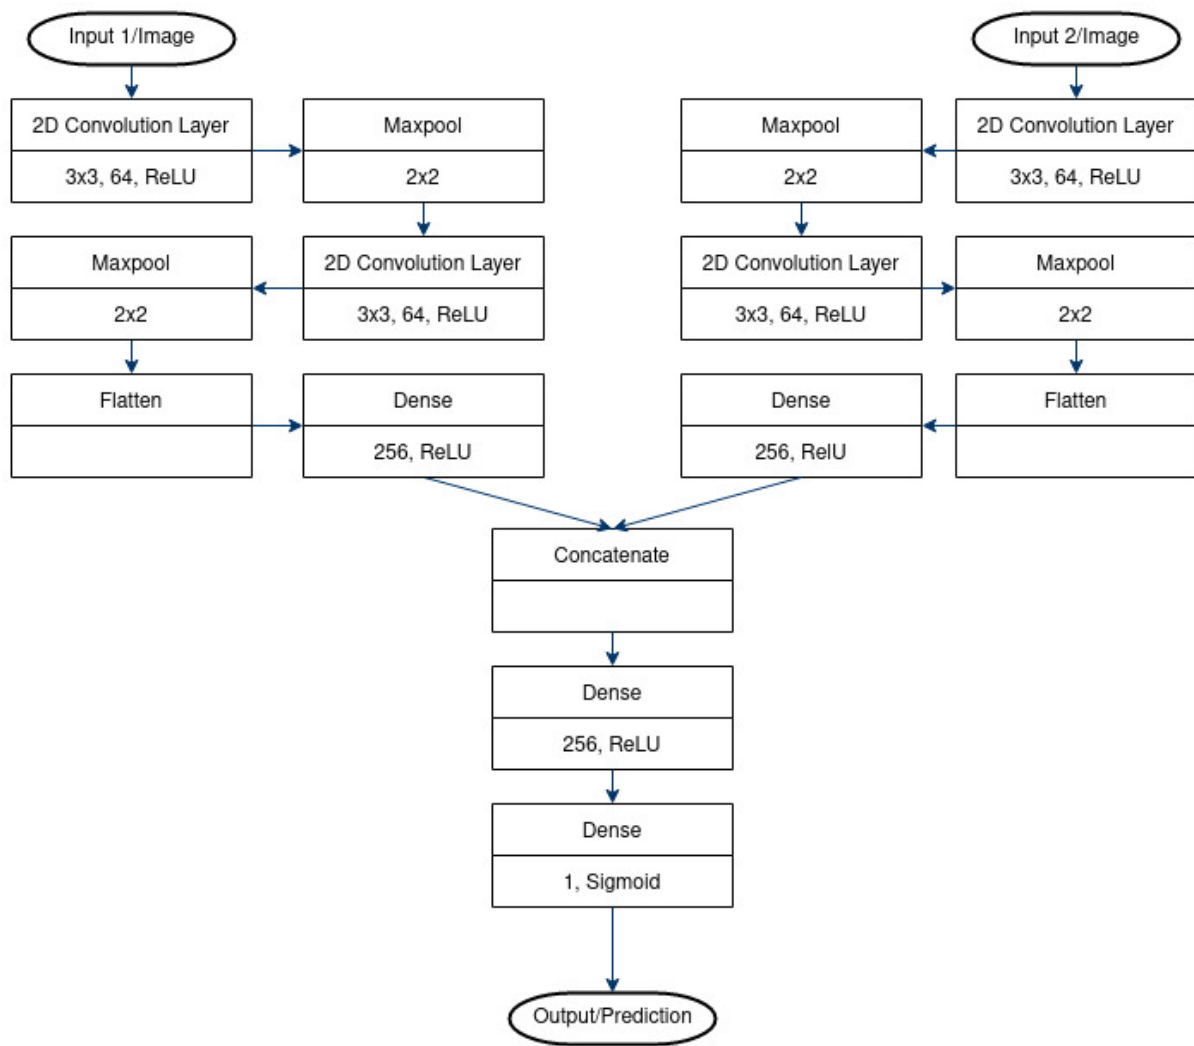 Input 1/Image
Input 2/Image
2D Convolution Layer
3x3, 64, ReLU
Maxpool
2x2
Maxpool
2x2
2D Convolution Layer
3x3, 64, ReLU
Maxpool
2x2
2D Convolution Layer
3x3, 64, ReLU
2D Convolution Layer
3x3, 64, ReLU
Maxpool
2x2
Flatten
Dense
256, ReLU
Dense
256, RelU
Flatten
Concatenate
Dense
256, ReLU
Dense
1, Sigmoid
Output/Prediction